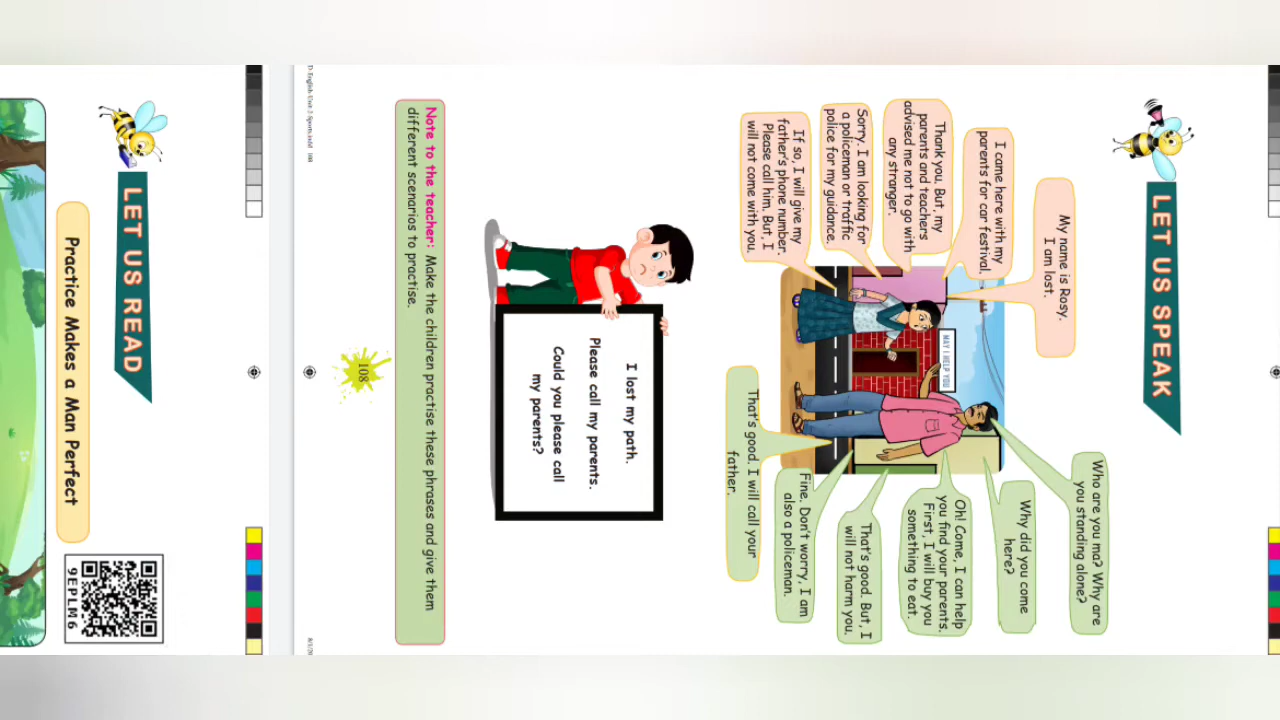 LET US SPEAK
Who are you ma? Why are
you standing alone?
My name is Rosy.
I am lost.
Why did you come
here?
I came here with my
parents for car festival.
Oh! Come, I can help
you find your parents.
First, I will buy you
something to eat.
Thank you. But, my
parents and teachers
advised me not to go with
any stranger.
That's good. But, I
will not harm you.
Sorry. I am looking for
a policeman or traffic
police for my guidance.
Fine. Don't worry, I am
also a policeman.
If so, I will give my
father's phone number.
Please call him. But, I
will not come with you.
That's good. I will call your
father.
MAY I HELP YOU
I lost my path.
Please call my parents.
Could you please call
my parents?
Note to the teacher: Make the children practise these phrases and give them
different scenarios to practise.
108
LET US READ
Practice Makes a Man Perfect
9EPLM6